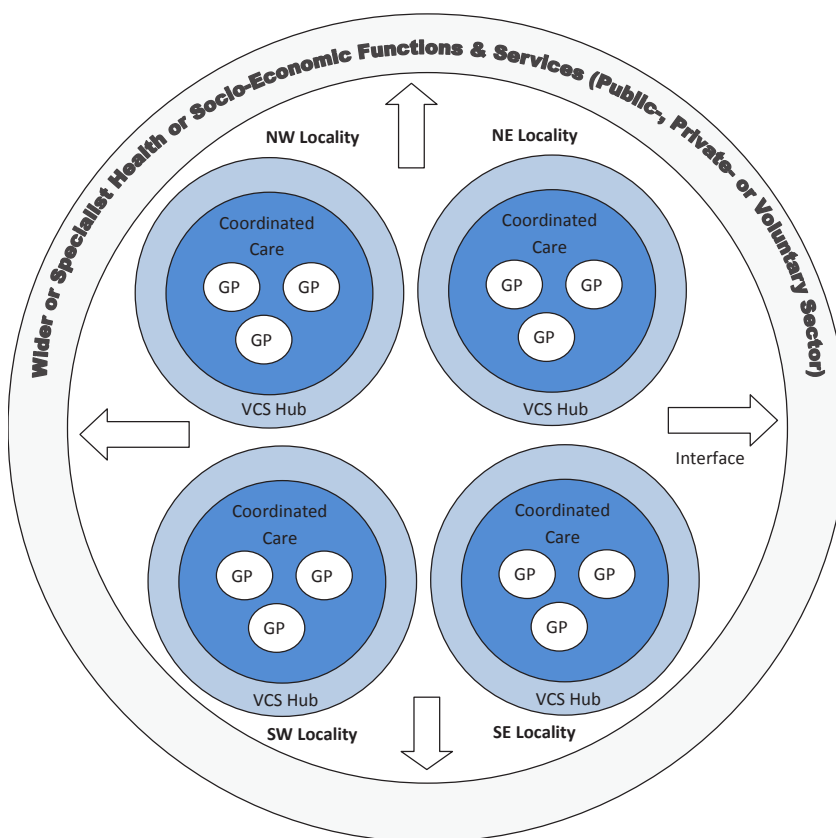 Wider or Specialist Health or Socio-Economic Functions & Services (Public-, Private- or Voluntary Sector)
NW Locality
NE Locality
Coordinated
Care
GP
GP
GP
VCS Hub
Coordinated
Care
GP
GP
GP
VCS Hub
Interface
Coordinated
Care
GP
GP
GP
VCS Hub
SW Locality
Coordinated
Care
GP
GP
GP
VCS Hub
SE Locality